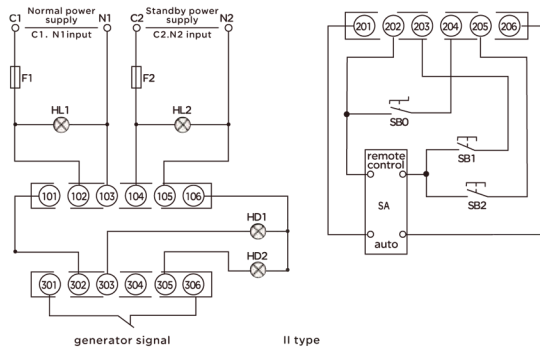 C1 Normal power supply N1 C2 Standby power supply N2
C1. N1input C2.N2 input
F1 F2
HL1 HL2
101 102 103 104 105 106
HD1
HD2
301 302 303 304 305 306
generator signal
II type
201 202 203 204 205 206
SB0
remote control
SB1
SA
SB2
auto